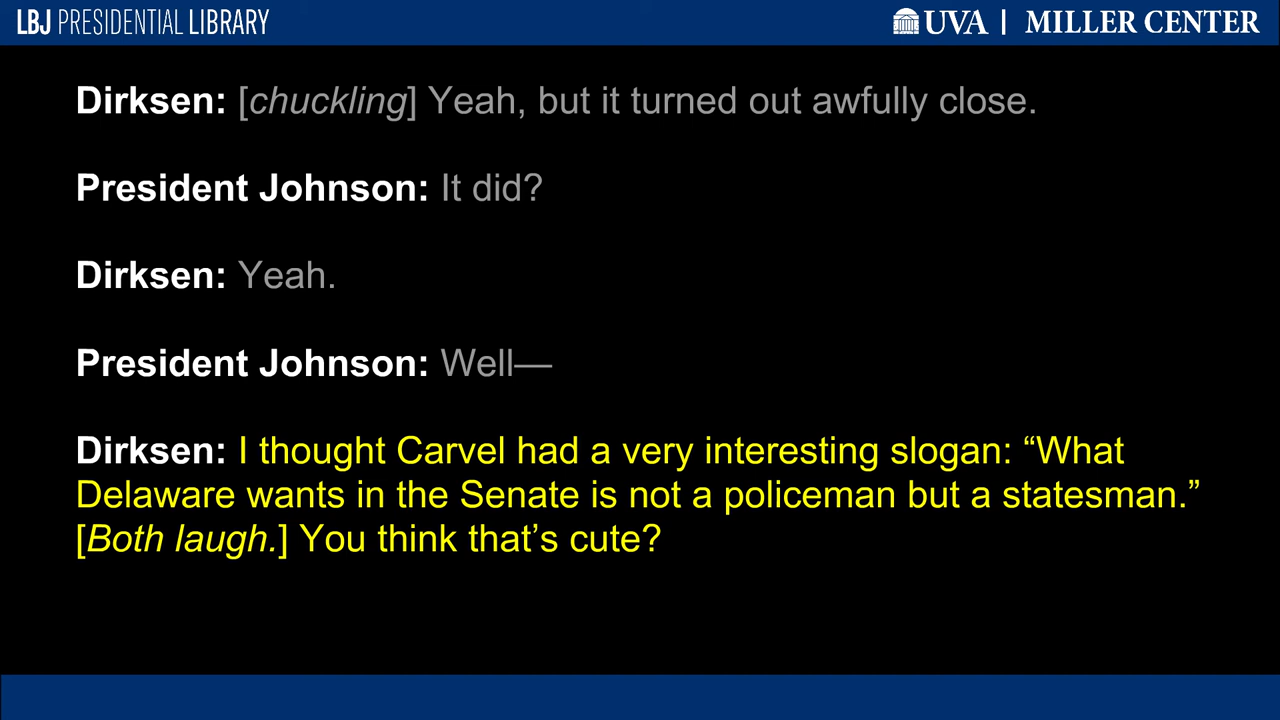 LBJ PRESIDENTIAL LIBRARY
UVA | MILLER CENTER
Dirksen: [chuckling] Yeah, but it turned out awfully close.
President Johnson: It did?
Dirksen: Yeah.
President Johnson: Well—
Dirksen: I thought Carvel had a very interesting slogan: “What
Delaware wants in the Senate is not a policeman but a statesman.”
[Both laugh.] You think that’s cute?